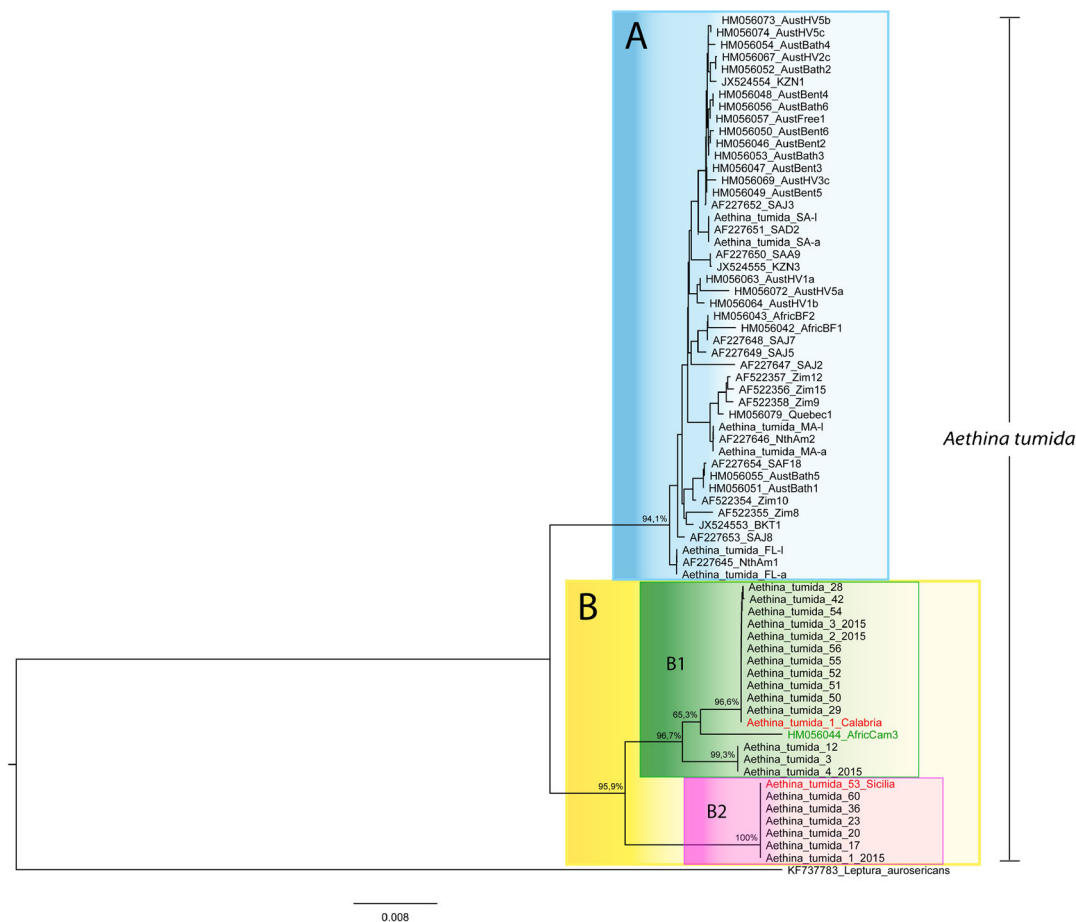 A
HM056073_AustHV5b
HM056074_AustHV5c
HM056054_AustBath4
HM056067_AustHV2c
HM056052_AustBath2
JX524554_KZN1
HM056048_AustBent4
HM056056_AustBath6
HM056057_AustFree1
HM056050_AustBent6
HM056046_AustBent2
HM056053_AustBath3
HM056047_AustBent3
HM056069_AustHV3c
HM056049_AustBent5
AF227652_SAJ3
Aethina_tumida_SA-l
AF227651_SAD2
Aethina_tumida_SA-a
AF227650_SAA9
JX524555_KZN3
HM056063_AustHV1a
HM056072_AustHV5a
HM056064_AustHV1b
HM056043_AfricBF2
HM056042_AfricBF1
AF227648_SAJ7
AF227649_SAJ5
AF227647_SAJ2
AF522357_Zim12
AF522356_Zim15
AF522358_Zim9
HM056079_Quebec1
Aethina_tumida_MA-l
AF227646_NthAm2
Aethina_tumida_MA-a
AF227654_SAF18
HM056055_AustBath5
HM056051_AustBath1
AF522354_Zim10
AF522355_Zim8
JX524553_BKT1
AF227653_SAJ8
Aethina_tumida_FL-l
AF227645_NthAm1
Aethina_tumida_FL-a
94,1%
Aethina tumida
B
B1
Aethina_tumida_28
Aethina_tumida_42
Aethina_tumida_54
Aethina_tumida_3_2015
Aethina_tumida_2_2015
Aethina_tumida_56
Aethina_tumida_55
Aethina_tumida_52
Aethina_tumida_51
Aethina_tumida_50
Aethina_tumida_29
Aethina_tumida_1_Calabria
HM056044_AfricCam3
Aethina_tumida_12
Aethina_tumida_3
Aethina_tumida_4_2015
96,6%
65,3%
96,7%
99,3%
95,9%
B2
Aethina_tumida_53_Sicilia
Aethina_tumida_60
Aethina_tumida_36
Aethina_tumida_23
Aethina_tumida_20
Aethina_tumida_17
Aethina_tumida_1_2015
100%
KF737783_Leptura_aurosericans
0.008